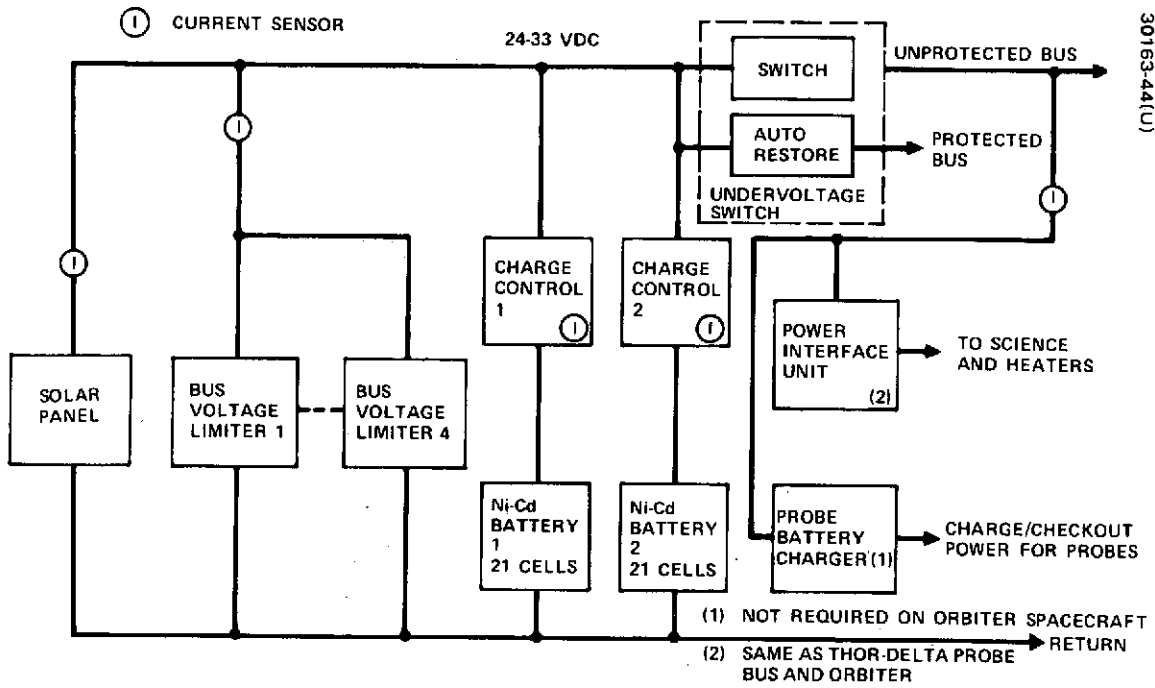 I CURRENT SENSOR
24-33 VDC
30163-44(U)
SWITCH
UNPROTECTED BUS
AUTO
RESTORE
PROTECTED
BUS
UNDERVOLTAGE
SWITCH
I
I
I
CHARGE
CONTROL
1
I
CHARGE
CONTROL
2
I
SOLAR
PANEL
BUS
VOLTAGE
LIMITER 1
BUS
VOLTAGE
LIMITER 4
POWER
INTERFACE
UNIT
(2)
TO SCIENCE
AND HEATERS
Ni-Cd
BATTERY
1
21 CELLS
Ni-Cd
BATTERY
2
21 CELLS
PROBE
BATTERY
CHARGER (1)
CHARGE/CHECKOUT
POWER FOR PROBES
(1) NOT REQUIRED ON ORBITER SPACECRAFT
RETURN
(2) SAME AS THOR-DELTA PROBE
BUS AND ORBITER